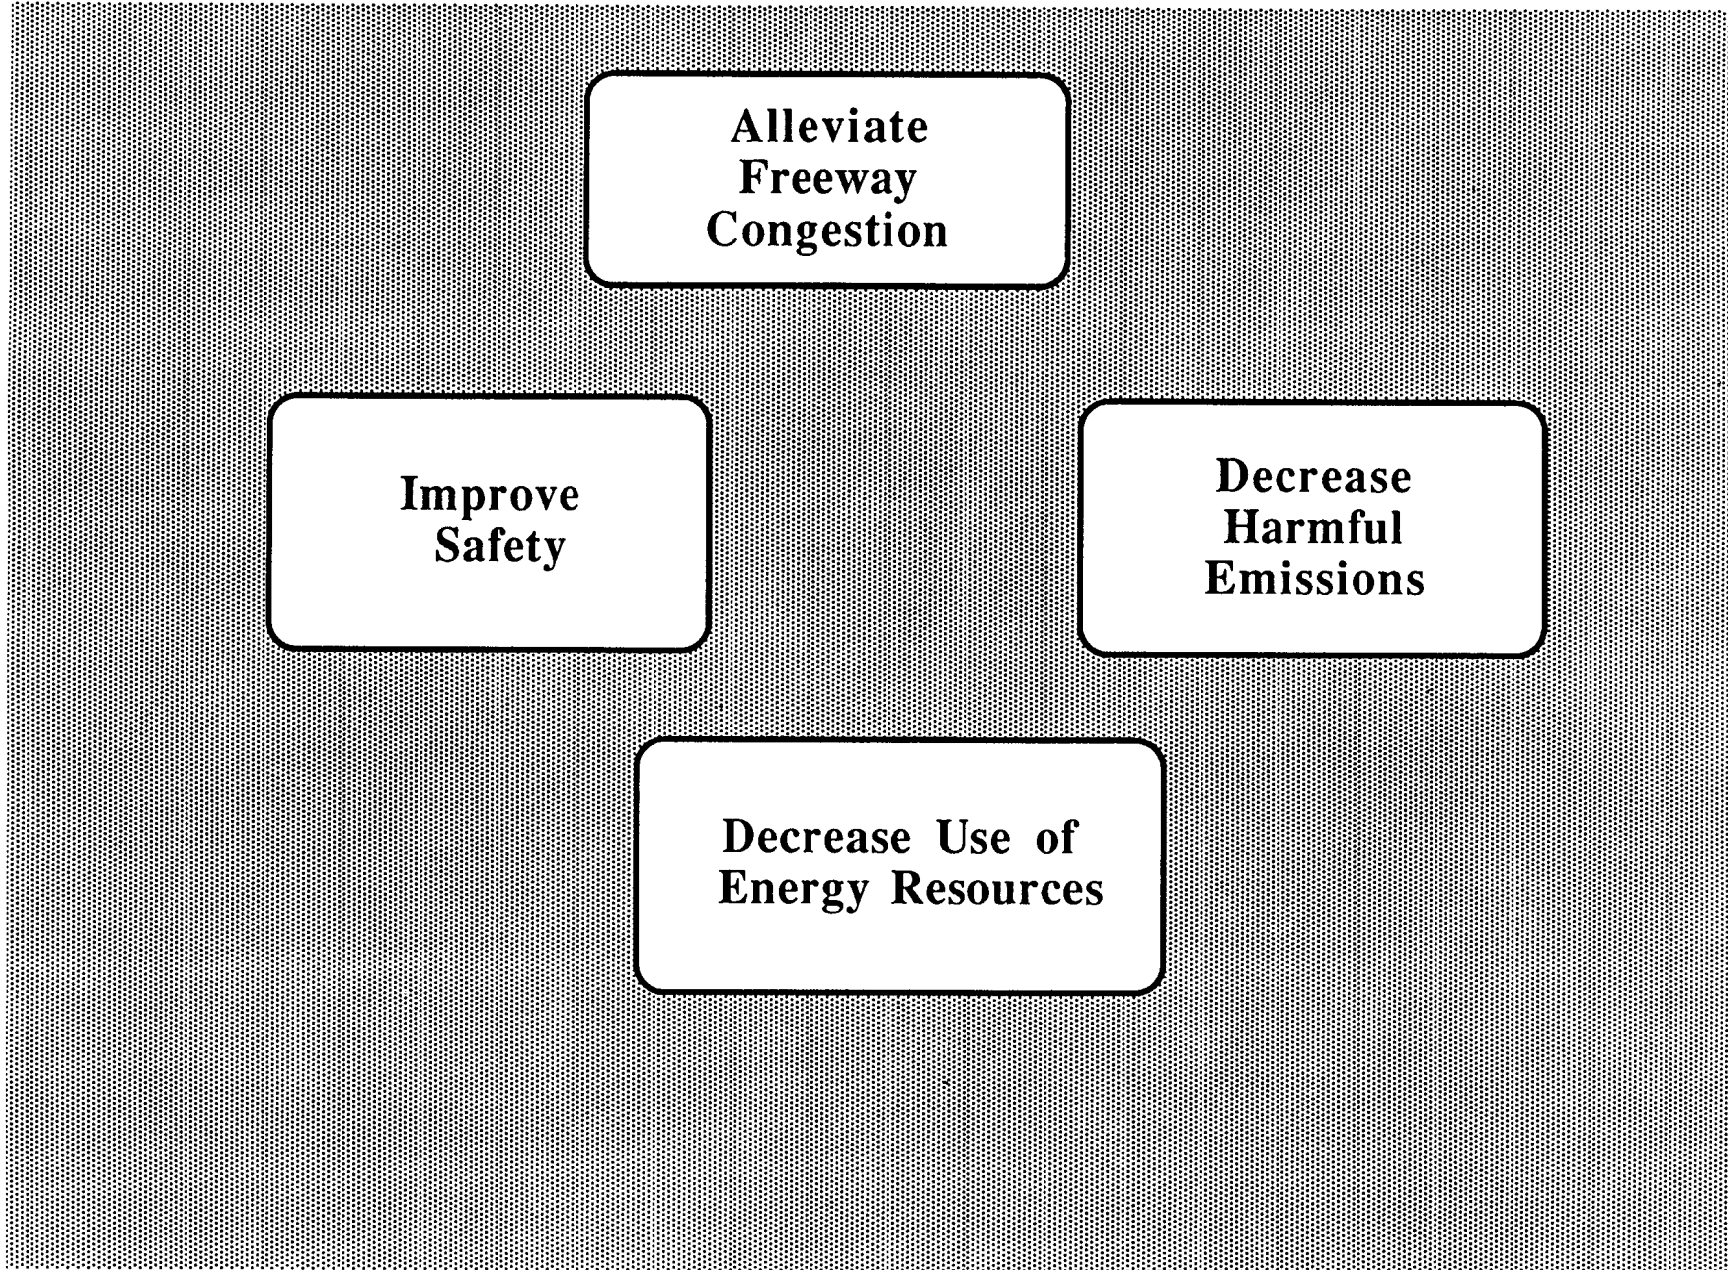 Alleviate
Freeway
Congestion
Improve
Safety
Decrease
Harmful
Emissions
Decrease Use of
Energy Resources